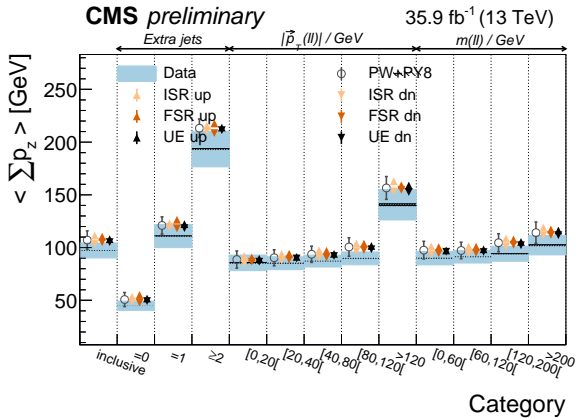 CMS preliminary 35.9 fb⁻¹ (13 TeV)
Extra jets |p⃗_T(ll)| / GeV m(ll) / GeV
< ∑p_z > [GeV]
250
200
150
100
50
Data PW+PY8
ISR up ISR dn
FSR up FSR dn
UE up UE dn
inclusive =0 =1 ≥2 [0,20[ [20,40[ [40,80[ [80,120[ >120 [0,60[ [60,120[ [120,200[ >200
Category